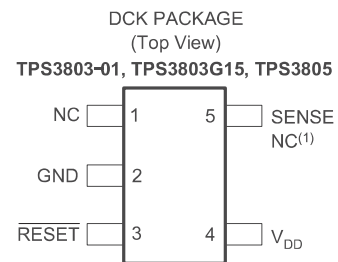 DCK PACKAGE
(Top View)
TPS3803-01, TPS3803G15, TPS3805
NC 1 5 SENSE
NC(1)
GND 2
RESET 3 4 VDD